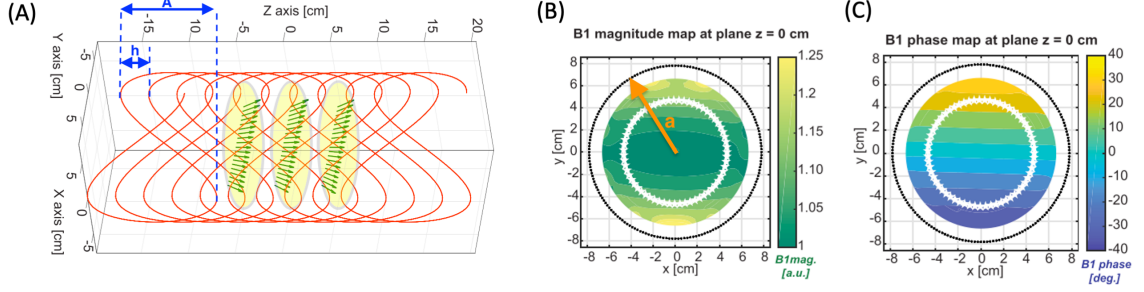 (A)
Z axis [cm]
-15 -10 -5 0 5 10 15 20
A
h
Y axis [cm]
0
5
X axis [cm]
5
0
-5
(B)
B1 magnitude map at plane z = 0 cm
8
6
4
2
0
-2
-4
-6
-8
y [cm]
a
-8 -6 -4 -2 0 2 4 6 8
x [cm]
1.25
1.2
1.15
1.1
1.05
1
B1mag.
[a.u.]
(C)
B1 phase map at plane z = 0 cm
8
6
4
2
0
-2
-4
-6
-8
y [cm]
-8 -6 -4 -2 0 2 4 6 8
x [cm]
40
30
20
10
0
-10
-20
-30
-40
B1 phase
[deg.]